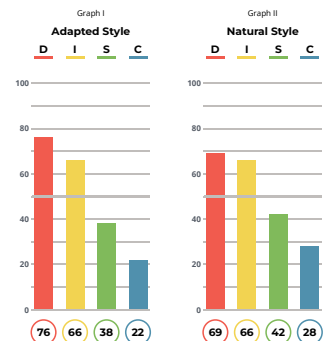 Graph I
Adapted Style
D I S C
100
80
60
40
20
0
76 66 38 22
Graph II
Natural Style
D I S C
100
80
60
40
20
0
69 66 42 28